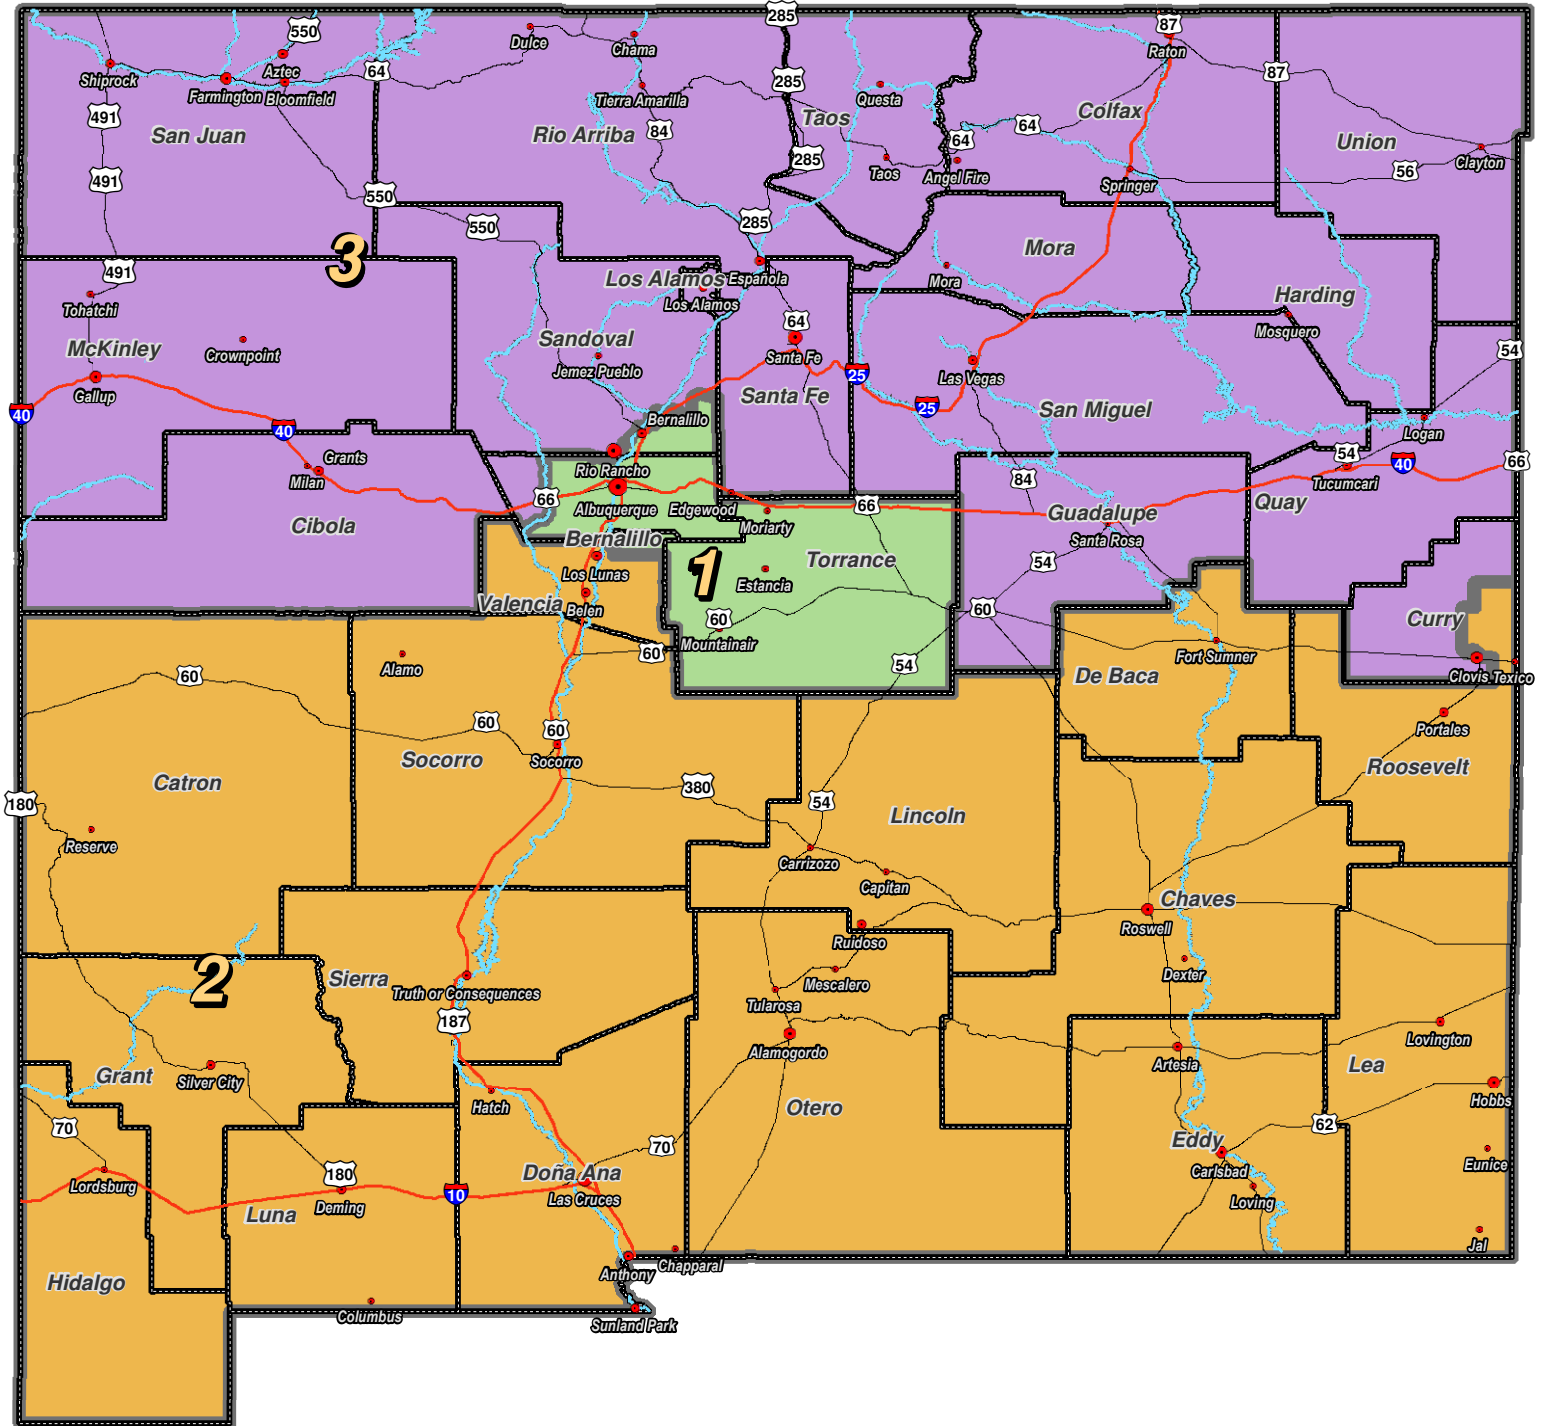 285
87
550
Dulce
Chama
Raton
Shiprock
Aztec
64
285
87
Farmington
Bloomfield
Tierra Amarilla
Questa
491
San Juan
Rio Arriba
84
Taos
Colfax
64
64
Union
285
Taos
Angel Fire
Springer
56
Clayton
491
550
550
285
Mora
3
491
Los Alamos
Española
Mora
Los Alamos
Harding
Tohatchi
64
Mosquero
McKinley
Crownpoint
Sandoval
Jemez Pueblo
Santa Fe
54
25
Las Vegas
Gallup
Santa Fe
25
San Miguel
40
40
Bernalillo
Logan
Grants
Milan
Rio Rancho
54
40
66
Tucumcari
84
66
Albuquerque
Edgewood
66
Quay
Cibola
Moriarty
Guadalupe
Santa Rosa
Bernalillo
1
Torrance
54
Los Lunas
Estancia
Valencia
Belen
60
60
Curry
Mountainair
60
54
Alamo
Fort Sumner
De Baca
Clovis
Texico
60
60
60
Portales
Socorro
Socorro
Roosevelt
Catron
380
180
54
Lincoln
Reserve
Carrizozo
Capitan
Chaves
Roswell
Ruidoso
2
Sierra
Dexter
Truth or Consequences
Mescalero
Tularosa
187
Alamogordo
Lovington
Artesia
Lea
Grant
Silver City
Hatch
Otero
Hobbs
70
62
70
Eddy
Doña Ana
180
Eunice
Carlsbad
Lordsburg
10
Las Cruces
Loving
Luna
Deming
Jal
Chapparal
Anthony
Hidalgo
Columbus
Sunland Park